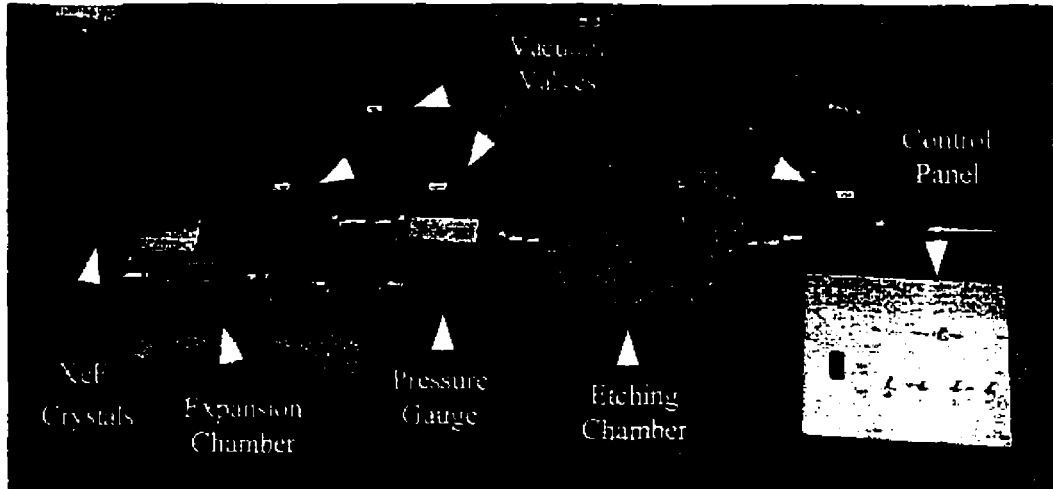 Vacuum
Valves
Control
Panel
XeF
Crystals
Expansion
Chamber
Pressure
Gauge
Etching
Chamber